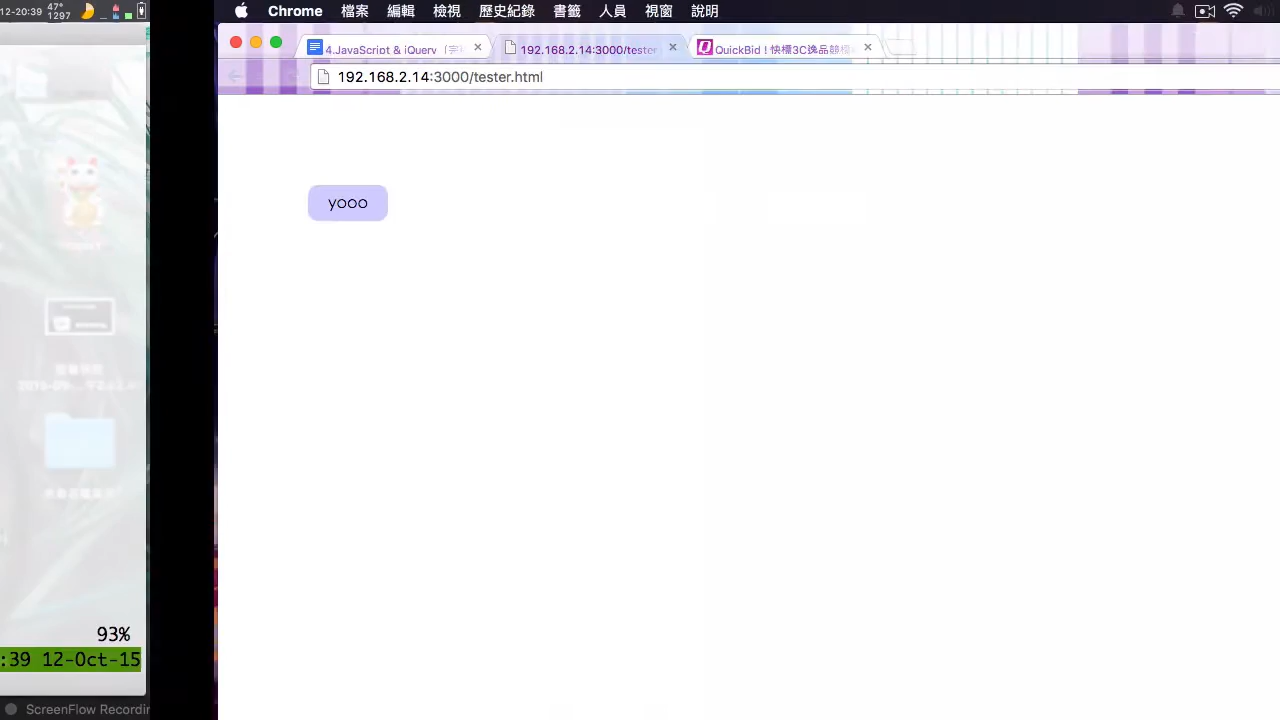 12-20:39
47°
1297
Chrome 檔案 編輯 檢視 歷史紀錄 書籤 人員 視窗 說明
4.JavaScript & jQuery
192.168.2.14:3000/tester
QuickBid ! 快標3C逸品競標
192.168.2.14:3000/tester.html
yooo
93%
:39 12-Oct-15
ScreenFlow Recordin